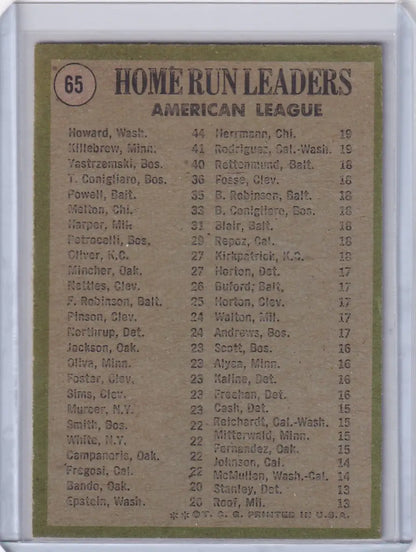 65
HOME RUN LEADERS
AMERICAN LEAGUE
Howard, Wash. 44 Herrmann, Chi. 19
Killebrew, Minn. 41 Rodriguez, Cal.-Wash. 19
Yastrzemski, Bos. 40 Rettenmund, Balt. 18
T. Conigliaro, Bos. 36 Fosse, Clev. 18
Powell, Balt. 35 B. Robinson, Balt. 18
Melton, Chi. 33 B. Conigliaro, Bos. 18
Harper, Mil. 31 Blair, Balt. 18
Petrocelli, Bos. 29 Repoz, Cal. 18
Oliver, K.C. 27 Kirkpatrick, K.C. 18
Mincher, Oak. 27 Horton, Det. 17
Nettles, Clev. 26 Buford, Balt. 17
F. Robinson, Balt. 25 Horton, Clev. 17
Pinson, Clev. 24 Walton, Mil. 17
Northrup, Det. 24 Andrews, Bos. 17
Jackson, Oak. 23 Scott, Bos. 16
Oliva, Minn. 23 Alyea, Minn. 16
Foster, Clev. 23 Kaline, Det. 16
Sims, Clev. 23 Freehan, Det. 16
Murcer, N.Y. 23 Cash, Det. 15
Smith, Bos. 22 Reichardt, Cal.-Wash. 15
White, N.Y. 22 Mitterwald, Minn. 15
Campaneris, Oak. 22 Fernandez, Oak. 15
Fregosi, Cal. 22 Johnson, Cal. 14
Bando, Oak. 20 McMullen, Wash.-Cal. 14
Epstein, Wash. 20 Stanley, Det. 13
Roof, Mil. 13
**©T. C. G. PRINTED IN U.S.A.